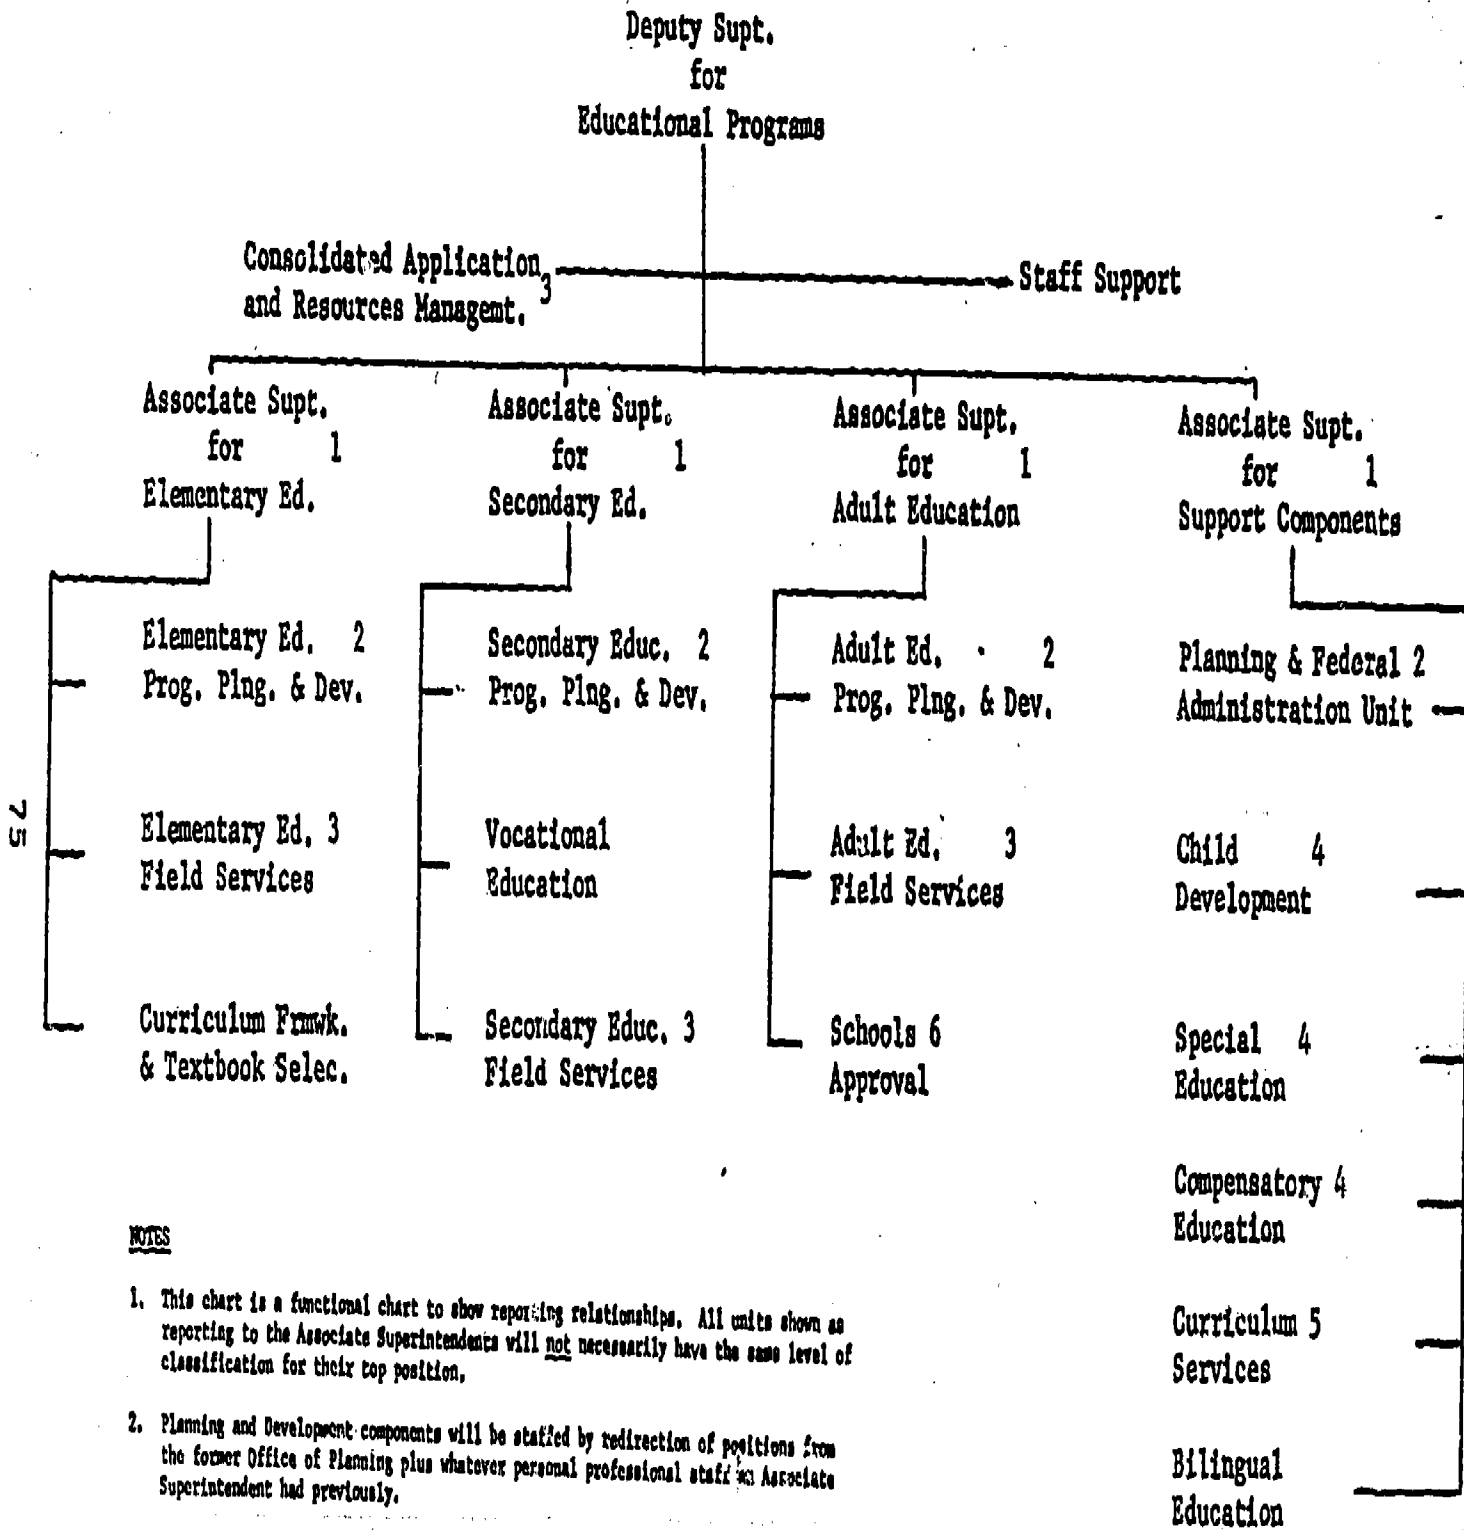 Deputy Supt.
for
Educational Programs
Consolidated Application 3
and Resources Managemt.
Staff Support
Associate Supt.
for 1
Elementary Ed.
Associate Supt.
for 1
Secondary Ed.
Associate Supt.
for 1
Adult Education
Associate Supt.
for 1
Support Components
Elementary Ed. 2
Prog. Plng. & Dev.
Elementary Ed. 3
Field Services
Curriculum Frmwk.
& Textbook Selec.
Secondary Educ. 2
Prog. Plng. & Dev.
Vocational
Education
Secondary Educ. 3
Field Services
Adult Ed. 2
Prog. Plng. & Dev.
Adult Ed. 3
Field Services
Schools 6
Approval
Planning & Federal 2
Administration Unit
Child 4
Development
Special 4
Education
Compensatory 4
Education
Curriculum 5
Services
Bilingual
Education
75
NOTES
1. This chart is a functional chart to show reporting relationships. All units shown as
reporting to the Associate Superintendents will not necessarily have the same level of
classification for their top position.
2. Planning and Development components will be staffed by redirection of positions from
the former Office of Planning plus whatever personal professional staff an Associate
Superintendent had previously.